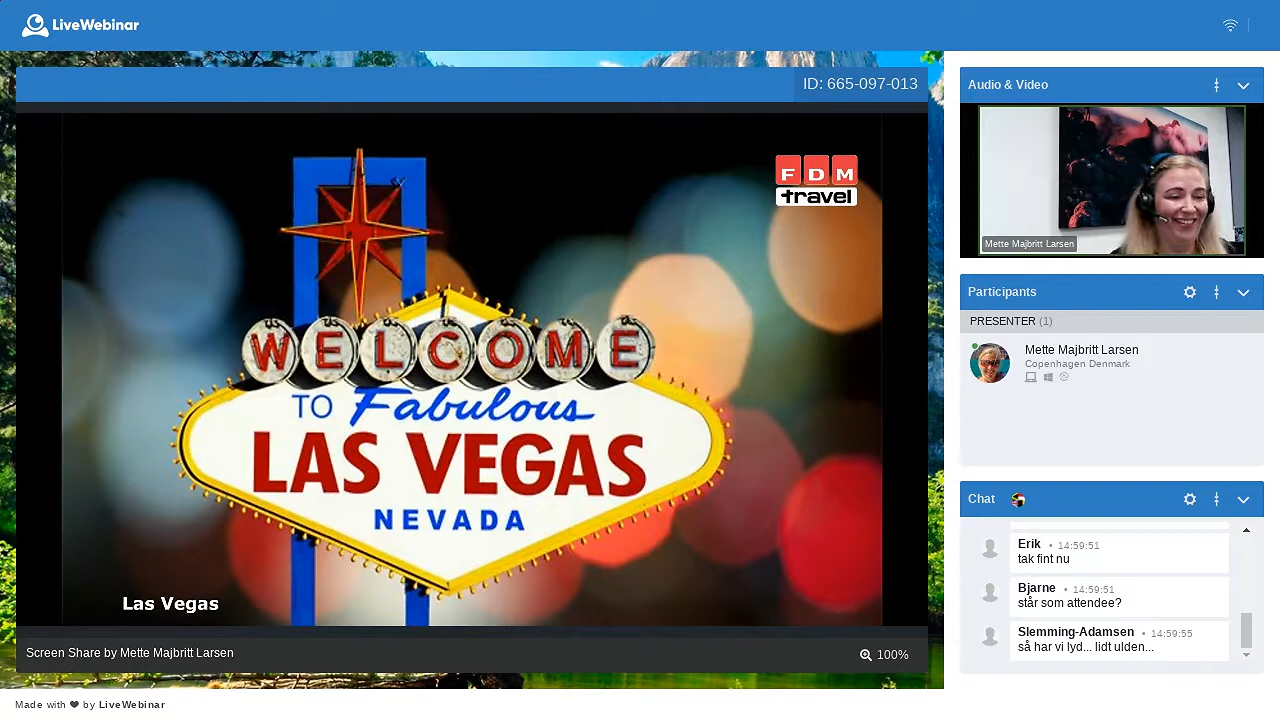 LiveWebinar
ID: 665-097-013
FDM
travel
WELCOME
TO Fabulous
LAS VEGAS
NEVADA
Las Vegas
Screen Share by Mette Majbritt Larsen
100%
Audio & Video
Mette Majbritt Larsen
Participants
PRESENTER (1)
Mette Majbritt Larsen
Copenhagen Denmark
Chat
Erik • 14:59:51
tak fint nu
Bjarne • 14:59:51
står som attendee?
Slemming-Adamsen • 14:59:55
så har vi lyd... lidt ulden...
Made with ❤ by LiveWebinar